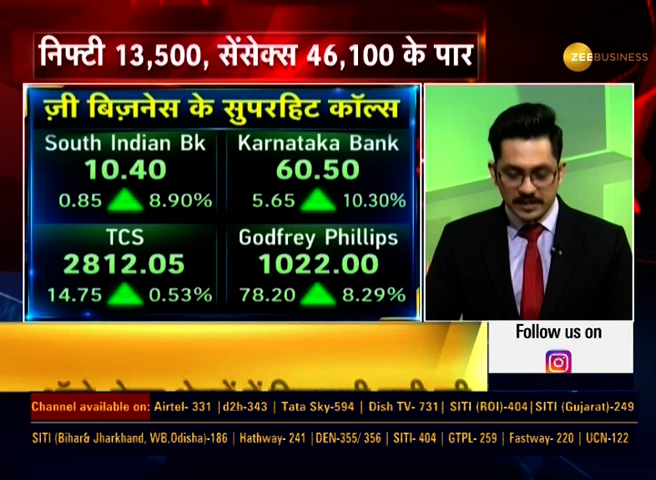 निफ्टी 13,500, सेंसेक्स 46,100 के पार
ZEEBUSINESS
ज़ी बिज़नेस के सुपरहिट कॉल्स
South Indian Bk
10.40
0.85 8.90%
Karnataka Bank
60.50
5.65 10.30%
TCS
2812.05
14.75 0.53%
Godfrey Phillips
1022.00
78.20 8.29%
Follow us on
Channel available on: Airtel- 331 | d2h-343 | Tata Sky-594 | Dish TV- 731 | SITI (ROI)-404 | SITI (Gujarat)-249
SITI (Bihar& Jharkhand, WB,Odisha)-186 | Hathway- 241 | DEN-355/ 356 | SITI- 404 | GTPL- 259 | Fastway- 220 | UCN-122